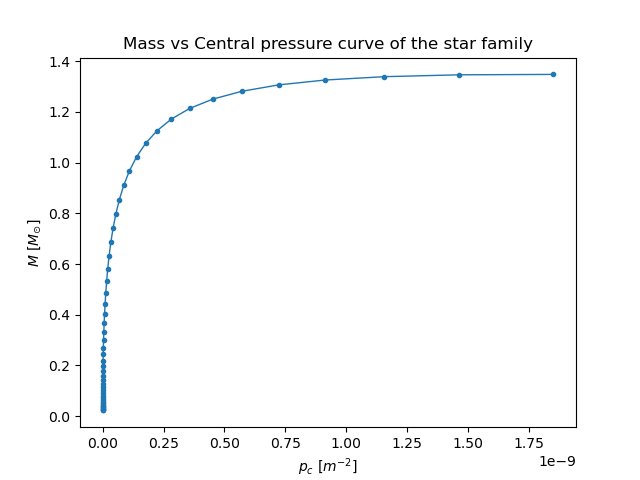 Mass vs Central pressure curve of the star family
1.4
1.2
1.0
0.8
0.6
0.4
0.2
0.0
M [M⊙]
0.00 0.25 0.50 0.75 1.00 1.25 1.50 1.75
1e−9
p_c [m^{−2}]